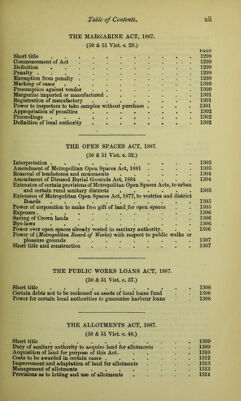 Table of Contents. xli
THE MARGARINE ACT, 1887.
(50 & 51 Vict. c. 29.)
PAGE
Short title . . . . . . . . 1299
Commencement of Act . . . . . . . 1299
Definition . . . . . . . . 1299
Penalty . . . . . . . . 1299
Exemption from penalty . . . . . . . 1299
Marking of cases . . . . . . . 1300
Presumption against vendor . . . . . . 1300
Margarine imported or manufactured . . . . . . 1301
Registration of manufactory . . . . . . 1301
Power to inspectors to take samples without purchase . . . . 1301
Appropriation of penalties . . . . . . 1302
Proceedings . . . . . . . . 1302
Definition of local authority . . . . . . 1302
THE OPEN SPACES ACT, 1887.
(50 & 51 Vict. c. 32.)
Interpretation . . . . . . . . 1303
Amendment of Metropolitan Open Spaces Act, 1881 . . . . 1303
Removal of tombstones and monuments . . . . . 1303
Amendment of Disused Burial Grounds Act, 1884 . . . . 1304
Extension of certain provisions of Metropolitan Open Spaces Acts, to urban
and certain rural sanitary districts . . . . . 1305
Extension of Metropolitan Open Spaces Act, 1877, to vestries and district
Boards . . . . . . . . 1305
Power of corporation to make free gift of land for open spaces . . 1305
Expenses . . . . . . . . 1306
Saving of Crown lands . . . . . . . 1306
Bye-laws . . . . . . . . 1306
Power over open spaces already vested in sanitary authority . . . 1306
Power of (Metropolitan Board of Works) with respect to public walks or
pleasure grounds . . . . . . . 1307
Short title and construction . . . . . . 1307
THE PUBLIC WORKS LOANS ACT, 1887.
(50 & 51 Vict. c. 37.)
Short title . . . . . . . . 1308
Certain debts not to be reckoned as assets of local loans fund . . 1308
Power for certain local authorities to guarantee harbour loans . . 1308
THE ALLOTMENTS ACT, 1887.
(50 & 51 Vict. c. 48.)
Short title . . . . . . . . 1309
Duty of sanitary authority to acquire land for allotments . . . 1309
Acquisition of land for purpose of this Act . . . . . 1310
Costs to be awarded in certain cases . . . . . 1312
Improvement and adaptation of land for allotments . . . . 1313
Management of allotments . . . . . . 1313
Provisions as to letting and use of allotments . . . . 1314